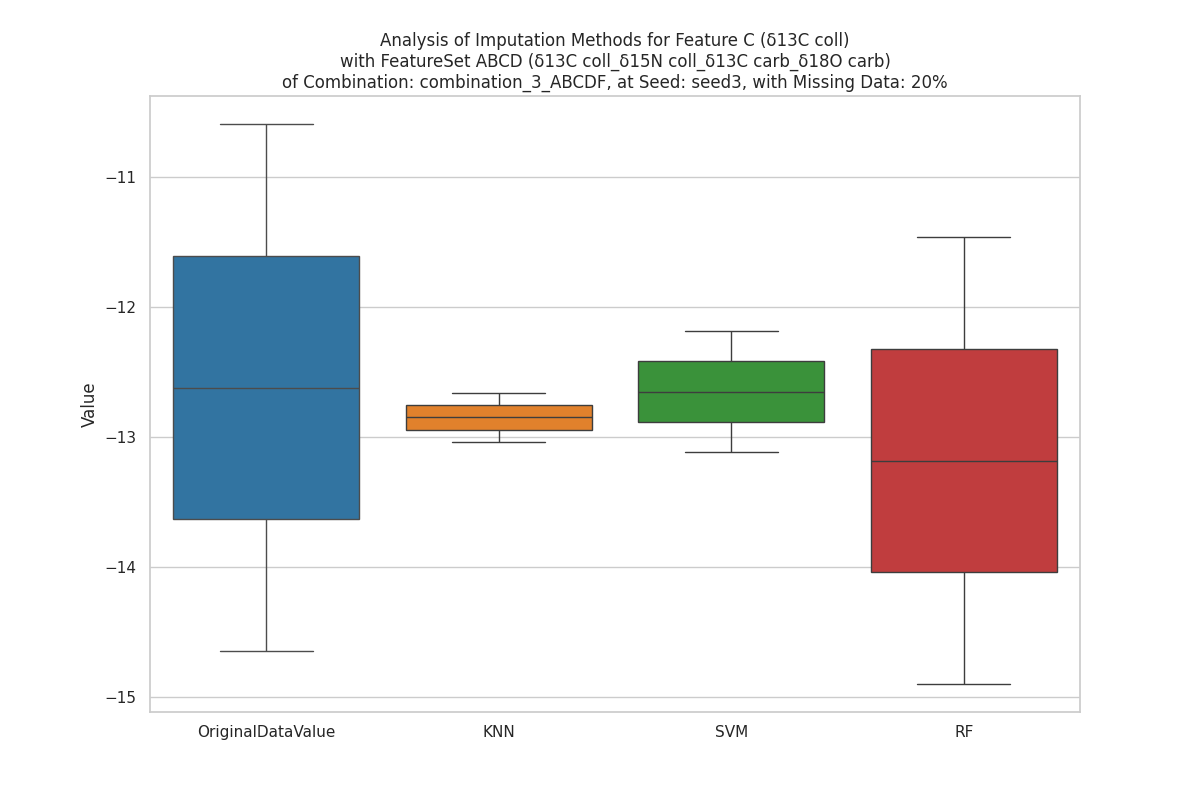 Analysis of Imputation Methods for Feature C (δ13C coll)
with FeatureSet ABCD (δ13C coll_δ15N coll_δ13C carb_δ18O carb)
of Combination: combination_3_ABCDF, at Seed: seed3, with Missing Data: 20%
Value
−11
−12
−13
−14
−15
OriginalDataValue
KNN
SVM
RF